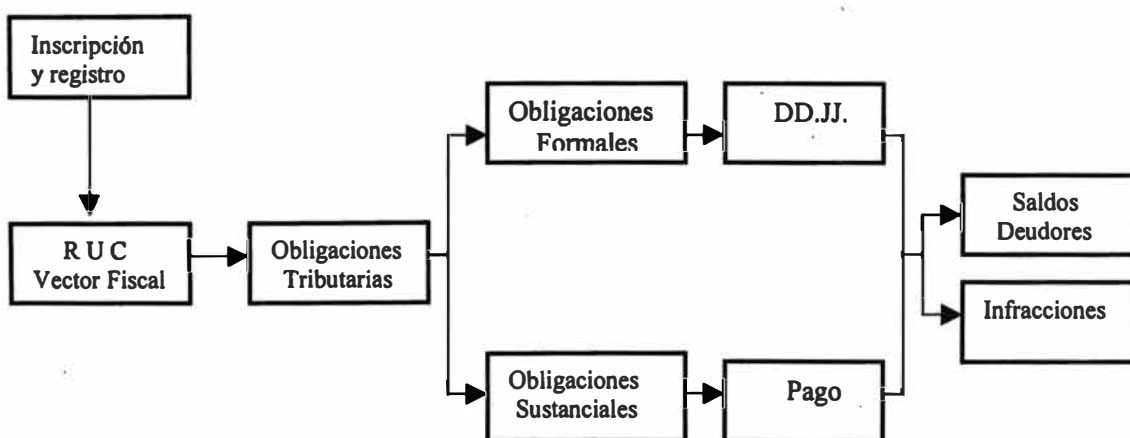 Inscripción
y registro
Obligaciones
Formales
DD.JJ.
Saldos
Deudores
R U C
Vector Fiscal
Obligaciones
Tributarias
Infracciones
Obligaciones
Sustanciales
Pago